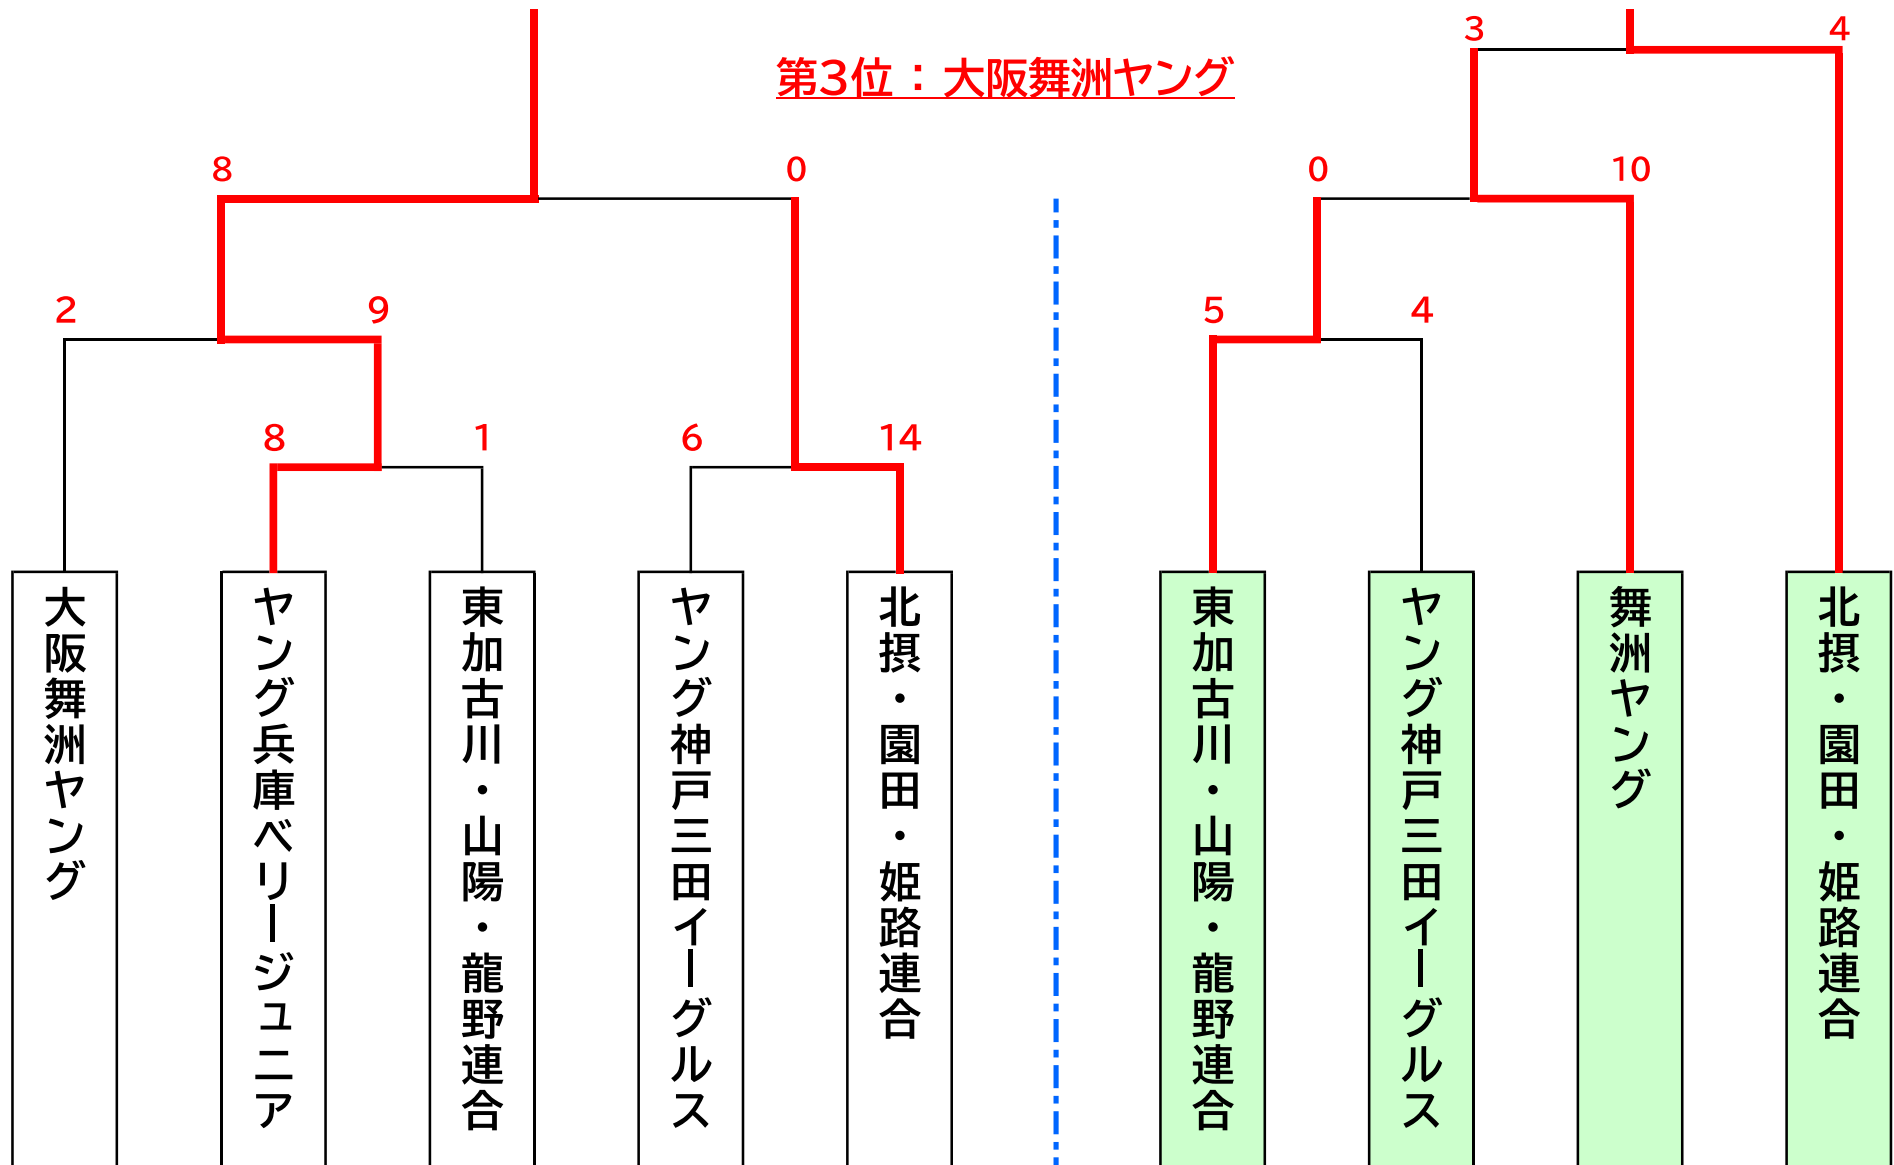 3
4
第3位：大阪舞洲ヤング
8
0
0
10
2
9
5
4
8
1
6
14
大阪舞洲ヤング
ヤング兵庫ベリージュニア
東加古川・山陽・龍野連合
ヤング神戸三田イーグルス
北摂・園田・姫路連合
東加古川・山陽・龍野連合
ヤング神戸三田イーグルス
舞洲ヤング
北摂・園田・姫路連合